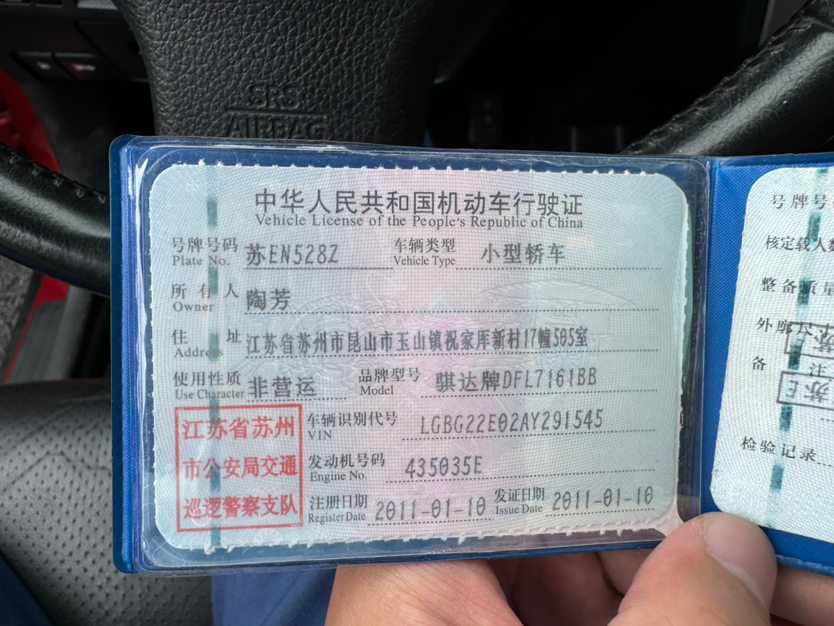 SRS
AIRBAG
中华人民共和国机动车行驶证
Vehicle License of the People's Republic of China
号牌号码 苏EN528Z 车辆类型 小型轿车
Plate No. Vehicle Type
所有人 陶芳
Owner
住址 江苏省苏州市昆山市玉山镇祝家厍新村17幢505室
Address
使用性质 非营运 品牌型号 骐达牌DFL7161BB
Use Character Model
江苏省苏州
市公安局交通
巡逻警察支队
车辆识别代号 LGBG22E02AY291545
VIN
发动机号码 435035E
Engine No.
注册日期 2011-01-10 发证日期 2011-01-10
Register Date Issue Date
号牌号
核定载人数
整备质量
外廓尺寸
备注
苏E
检验记录